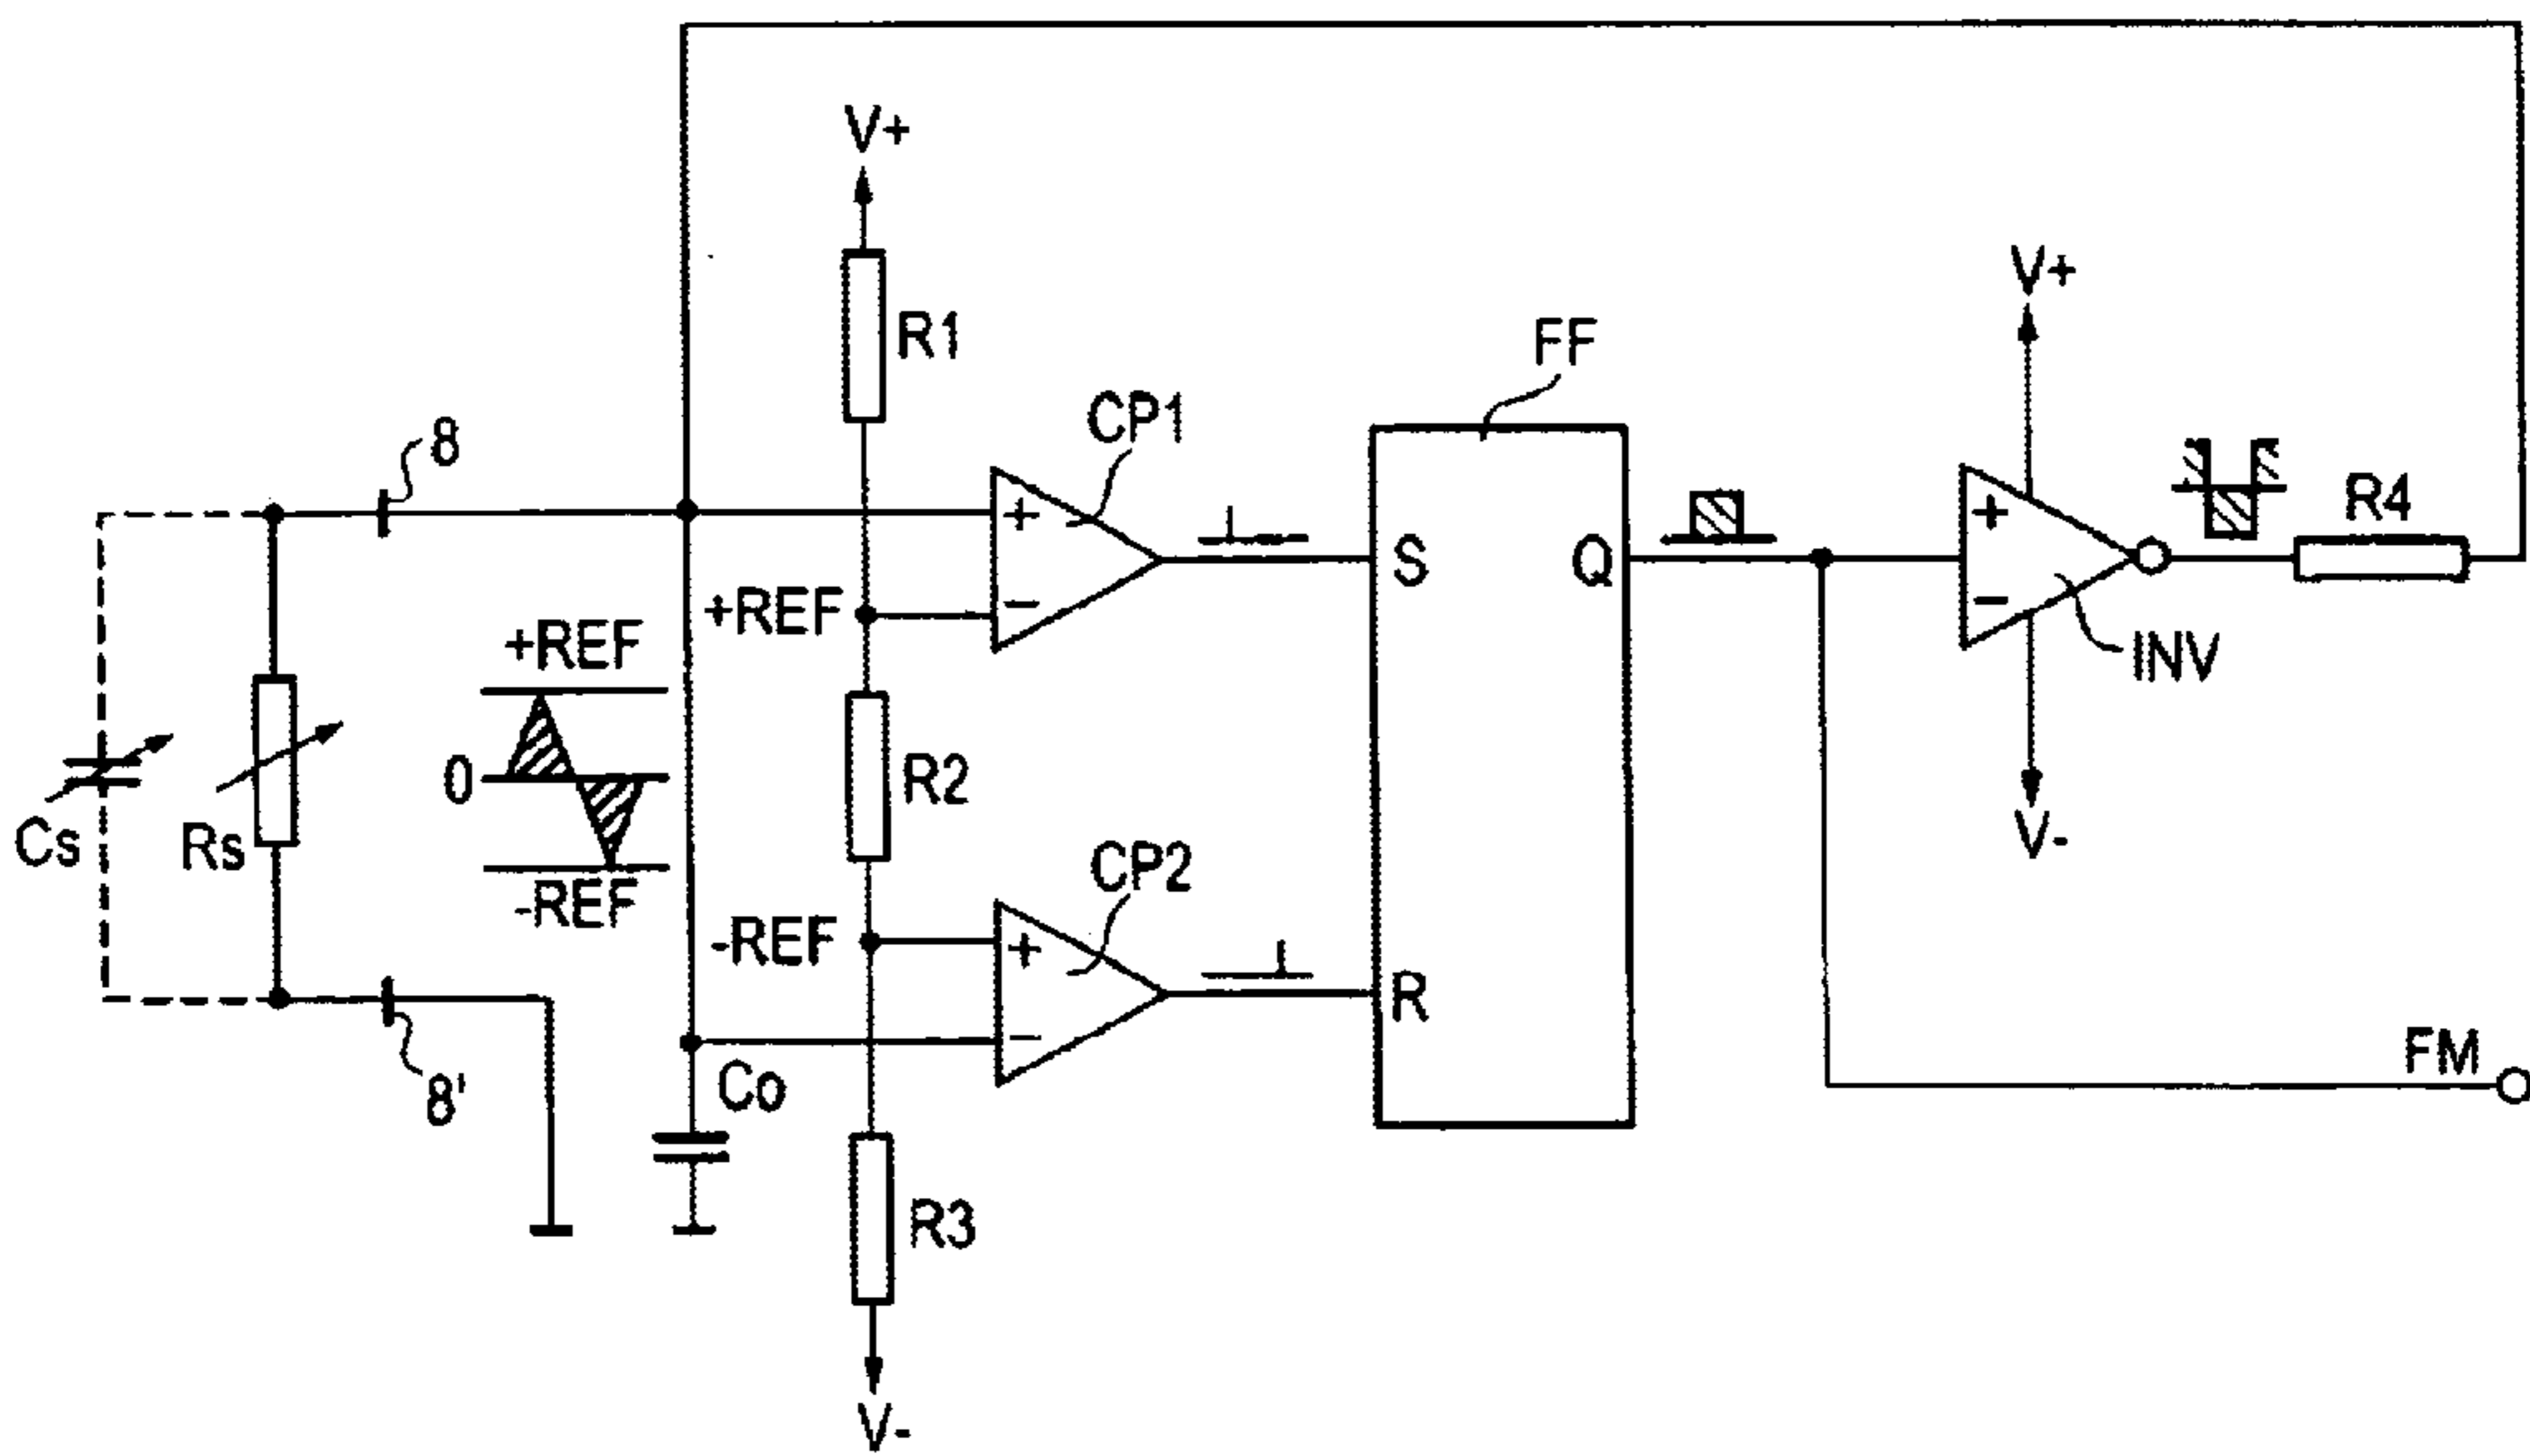 V+
R1
CP1
FF
V+
R4
8
+
−
S
Q
+
−
INV
+REF
+REF
0
-REF
Cs
Rs
R2
CP2
V-
-REF
+
−
R
8'
Co
FM
R3
V-